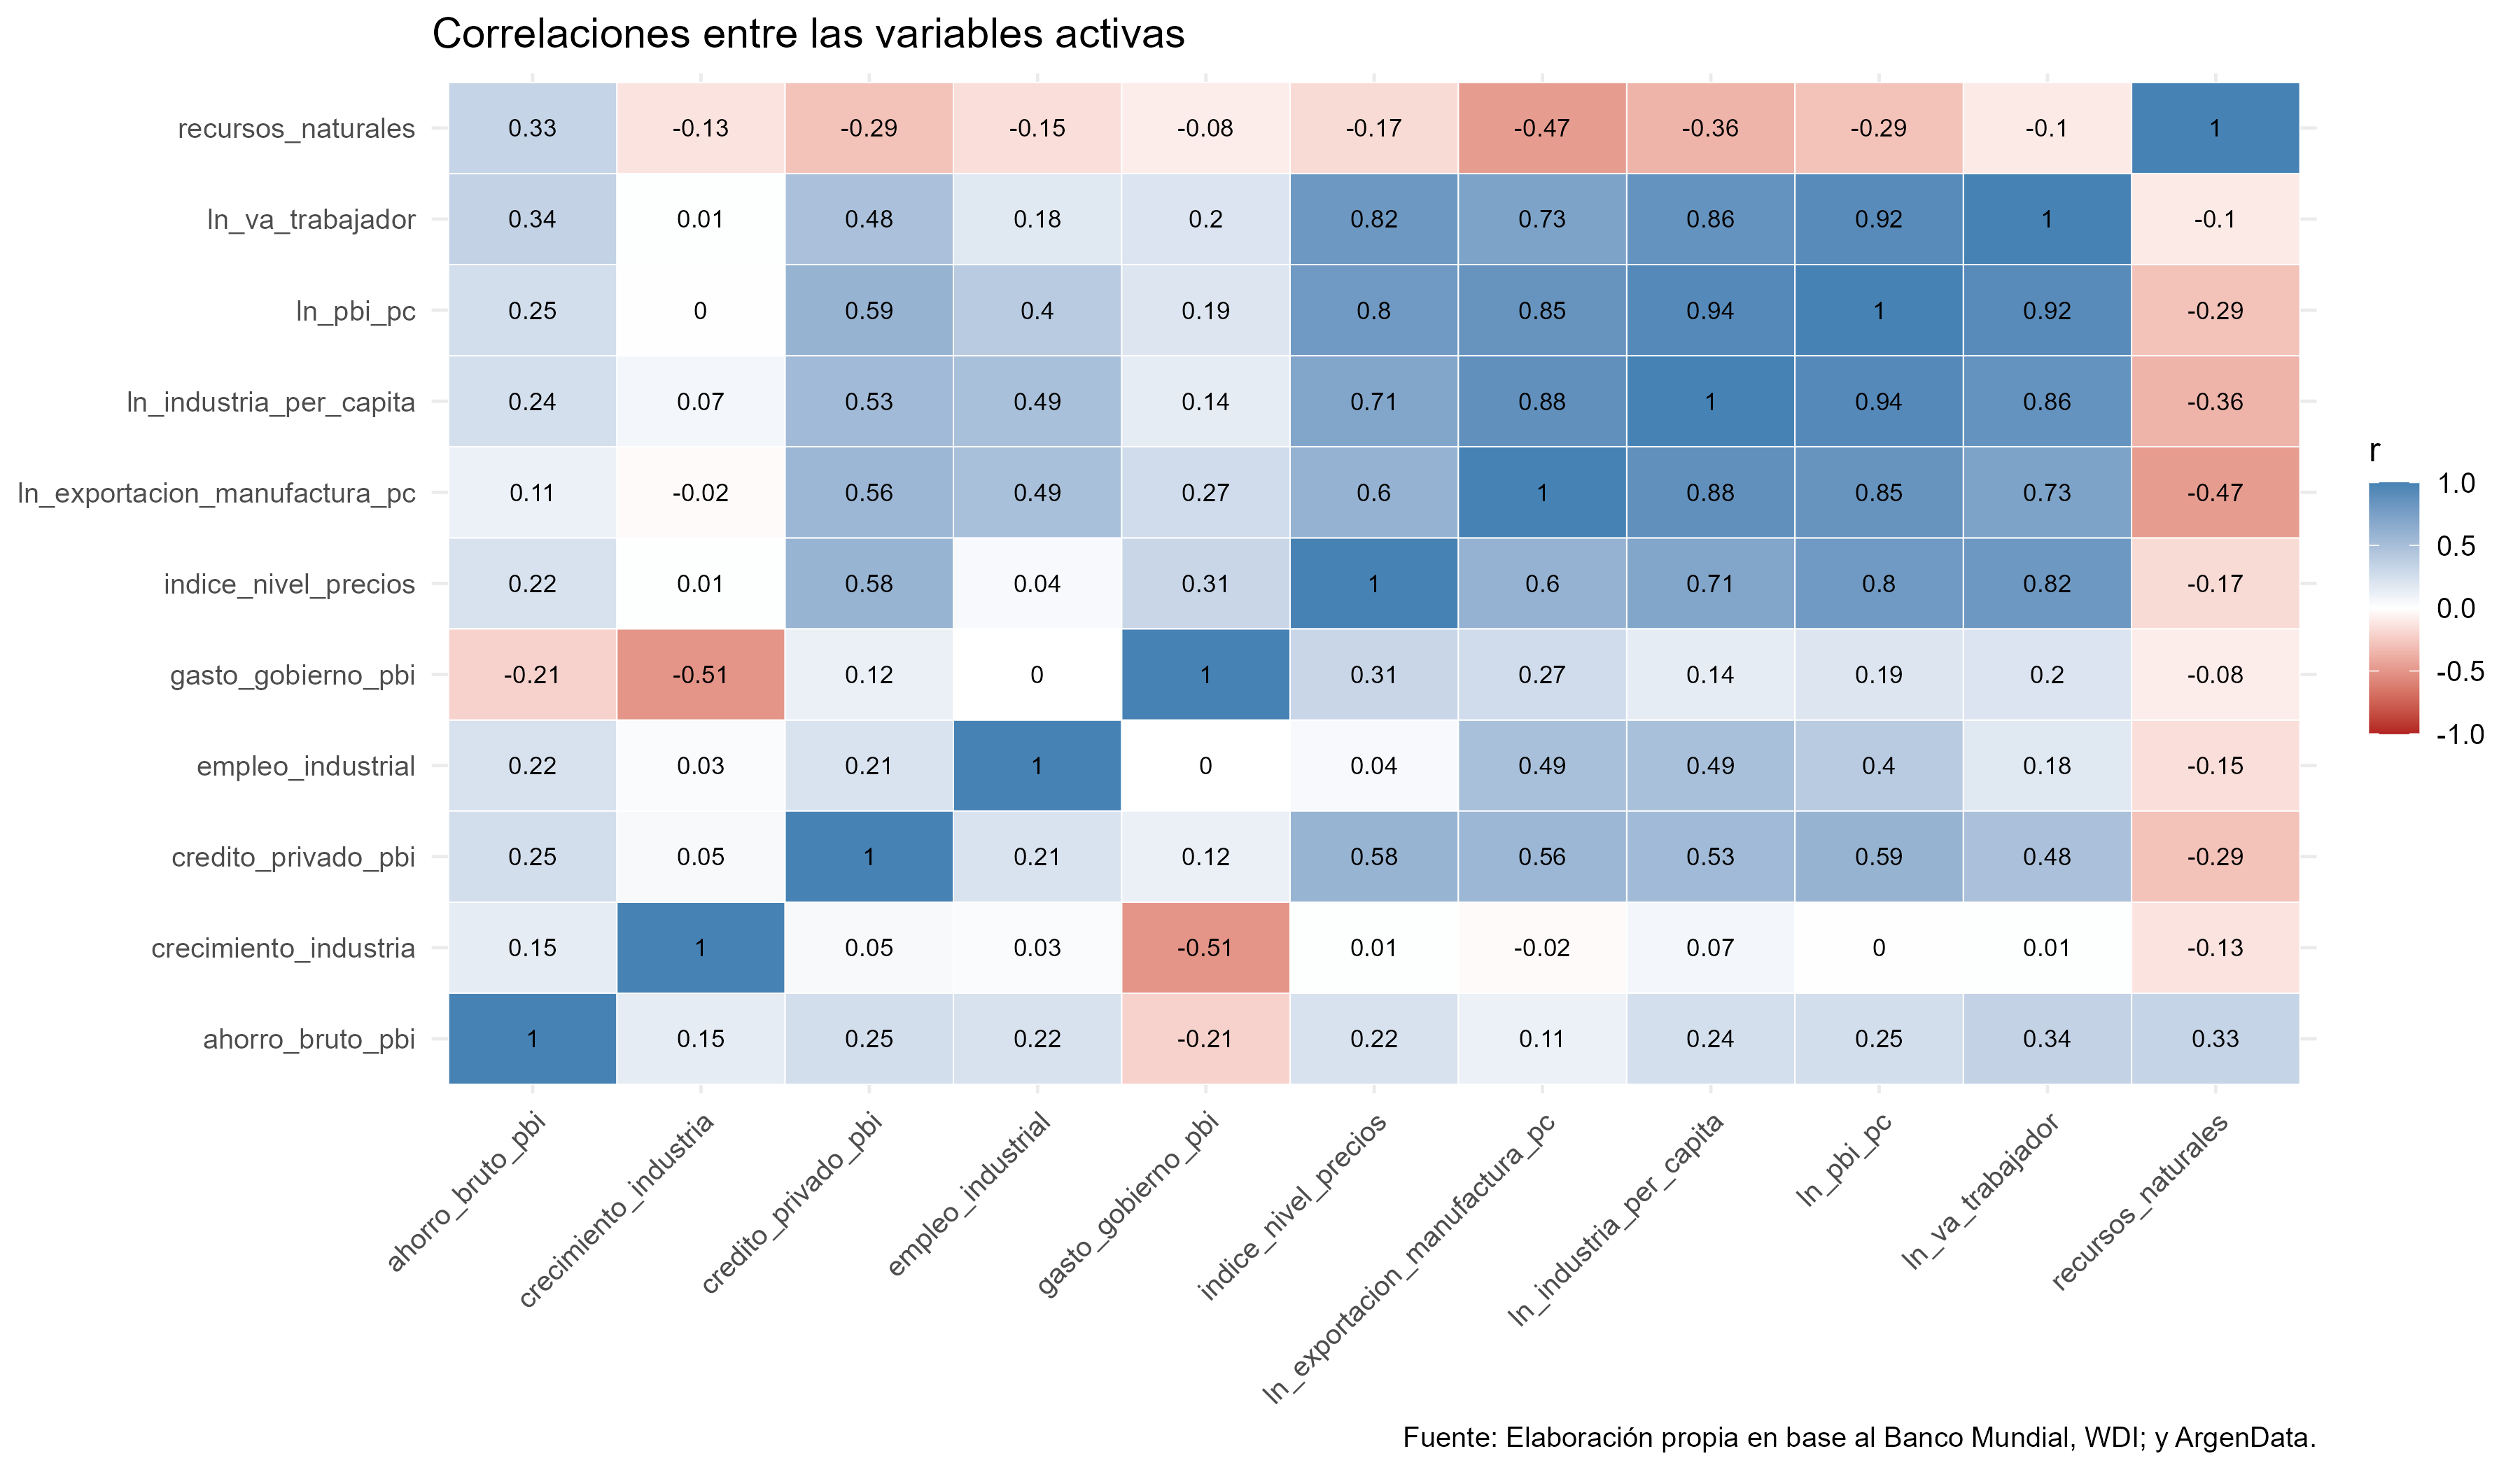 Correlaciones entre las variables activas
recursos_naturales 0.33 -0.13 -0.29 -0.15 -0.08 -0.17 -0.47 -0.36 -0.29 -0.1 1
ln_va_trabajador 0.34 0.01 0.48 0.18 0.2 0.82 0.73 0.86 0.92 1 -0.1
ln_pbi_pc 0.25 0 0.59 0.4 0.19 0.8 0.85 0.94 1 0.92 -0.29
ln_industria_per_capita 0.24 0.07 0.53 0.49 0.14 0.71 0.88 1 0.94 0.86 -0.36
ln_exportacion_manufactura_pc 0.11 -0.02 0.56 0.49 0.27 0.6 1 0.88 0.85 0.73 -0.47
indice_nivel_precios 0.22 0.01 0.58 0.04 0.31 1 0.6 0.71 0.8 0.82 -0.17
gasto_gobierno_pbi -0.21 -0.51 0.12 0 1 0.31 0.27 0.14 0.19 0.2 -0.08
empleo_industrial 0.22 0.03 0.21 1 0 0.04 0.49 0.49 0.4 0.18 -0.15
credito_privado_pbi 0.25 0.05 1 0.21 0.12 0.58 0.56 0.53 0.59 0.48 -0.29
crecimiento_industria 0.15 1 0.05 0.03 -0.51 0.01 -0.02 0.07 0 0.01 -0.13
ahorro_bruto_pbi 1 0.15 0.25 0.22 -0.21 0.22 0.11 0.24 0.25 0.34 0.33
ahorro_bruto_pbi
crecimiento_industria
credito_privado_pbi
empleo_industrial
gasto_gobierno_pbi
indice_nivel_precios
ln_exportacion_manufactura_pc
ln_industria_per_capita
ln_pbi_pc
ln_va_trabajador
recursos_naturales
r
1.0
0.5
0.0
-0.5
-1.0
Fuente: Elaboración propia en base al Banco Mundial, WDI; y ArgenData.